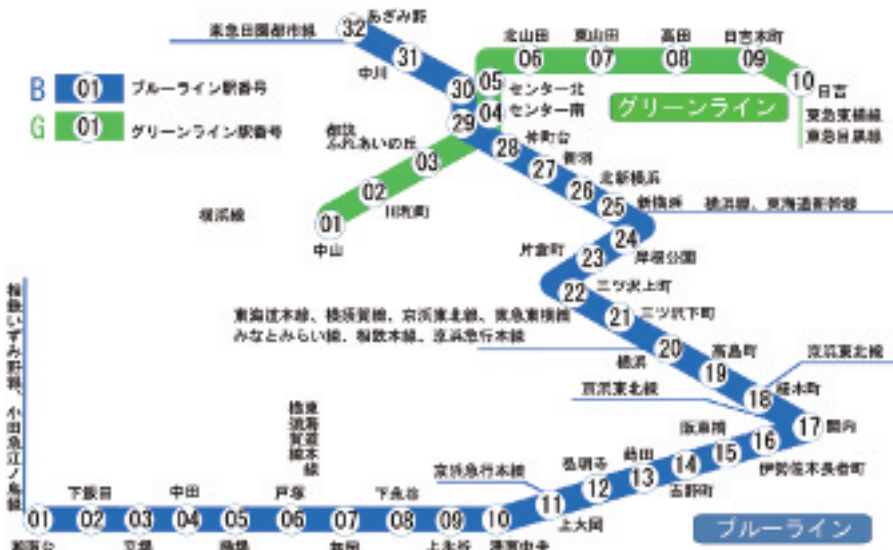 あざみ野
32
東急田園都市線
31
中川
北山田
東山田
高田
日吉本町
06
07
08
09
10
日吉
B 01 ブルーライン駅番号
G 01 グリーンライン駅番号
30
05
センター北
04
センター南
グリーンライン
東急東横線
東急目黒線
29
都筑
ふれあいの丘
03
02
01
川和町
中山
横浜線
28
仲町台
27
新羽
26
北新横浜
25
新横浜
横浜線、東海道新幹線
24
岸根公園
23
片倉町
22
三ツ沢上町
21
三ツ沢下町
東海道本線、横須賀線、京浜東北線、東急東横線
みなとみらい線、相鉄本線、京浜急行本線
20
横浜
19
高島町
18
桜木町
京浜東北線
京浜東北線
17
関内
16
伊勢佐木長者町
15
阪東橋
14
吉野町
13
蒔田
12
弘明寺
11
上大岡
京浜急行本線
10
港南中央
09
上永谷
08
下永谷
07
舞岡
06
戸塚
東海道本線
横須賀線
05
踊場
04
中田
03
立場
02
下飯田
01
湘南台
相鉄いずみ野線、小田急江ノ島線
ブルーライン